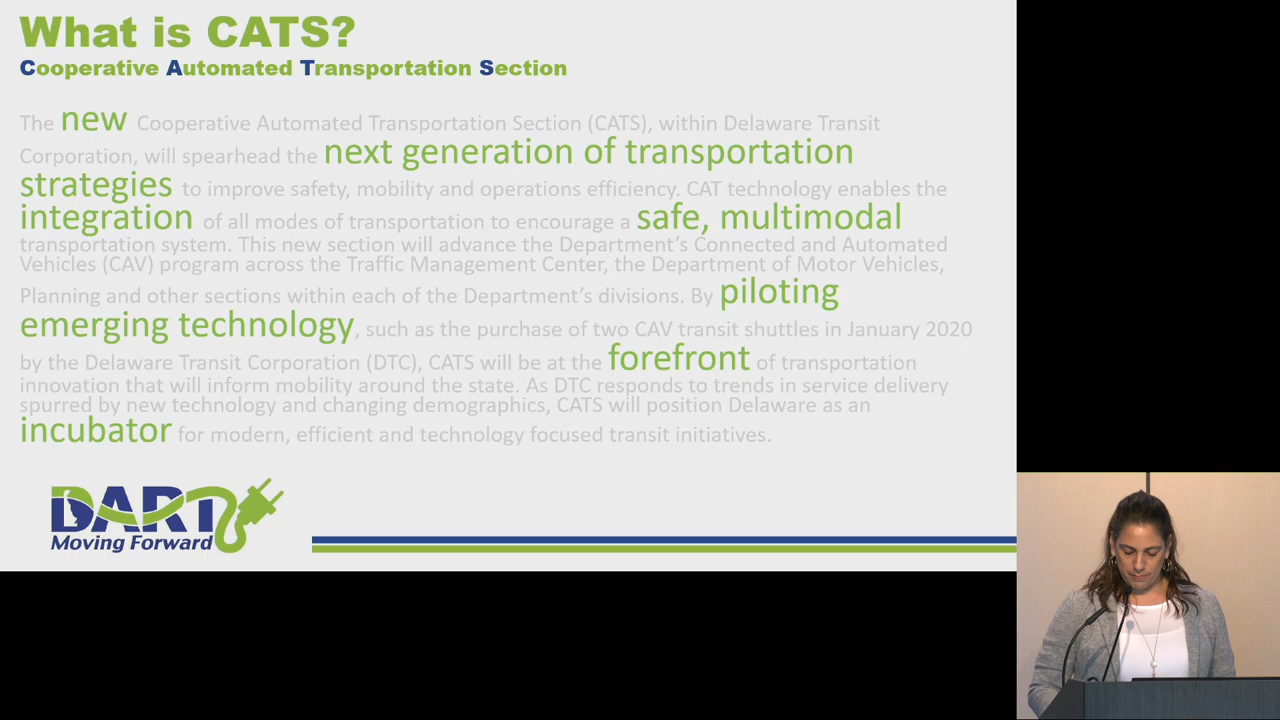 What is CATS?
Cooperative Automated Transportation Section
The new Cooperative Automated Transportation Section (CATS), within Delaware Transit
Corporation, will spearhead the next generation of transportation
strategies to improve safety, mobility and operations efficiency. CAT technology enables the
integration of all modes of transportation to encourage a safe, multimodal
transportation system. This new section will advance the Department's Connected and Automated
Vehicles (CAV) program across the Traffic Management Center, the Department of Motor Vehicles,
Planning and other sections within each of the Department's divisions. By piloting
emerging technology, such as the purchase of two CAV transit shuttles in January 2020
by the Delaware Transit Corporation (DTC), CATS will be at the forefront of transportation
innovation that will inform mobility around the state. As DTC responds to trends in service delivery
spurred by new technology and changing demographics, CATS will position Delaware as an
incubator for modern, efficient and technology focused transit initiatives.
DART
Moving Forward